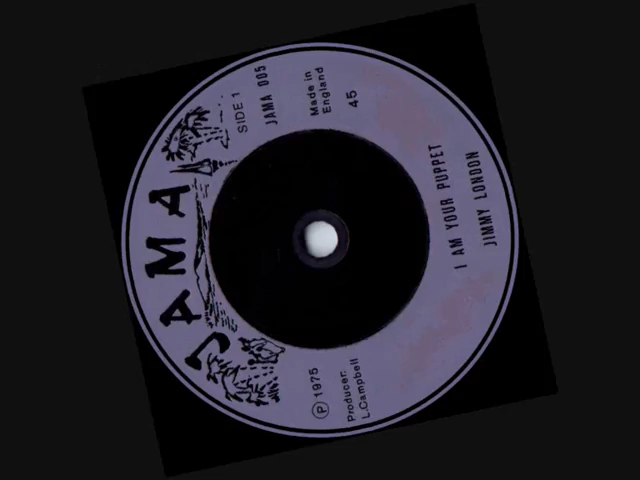 JAMA
SIDE 1
JAMA 005
Made in
England
45
℗ 1975
Producer:
L.Campbell
I AM YOUR PUPPET
JIMMY LONDON